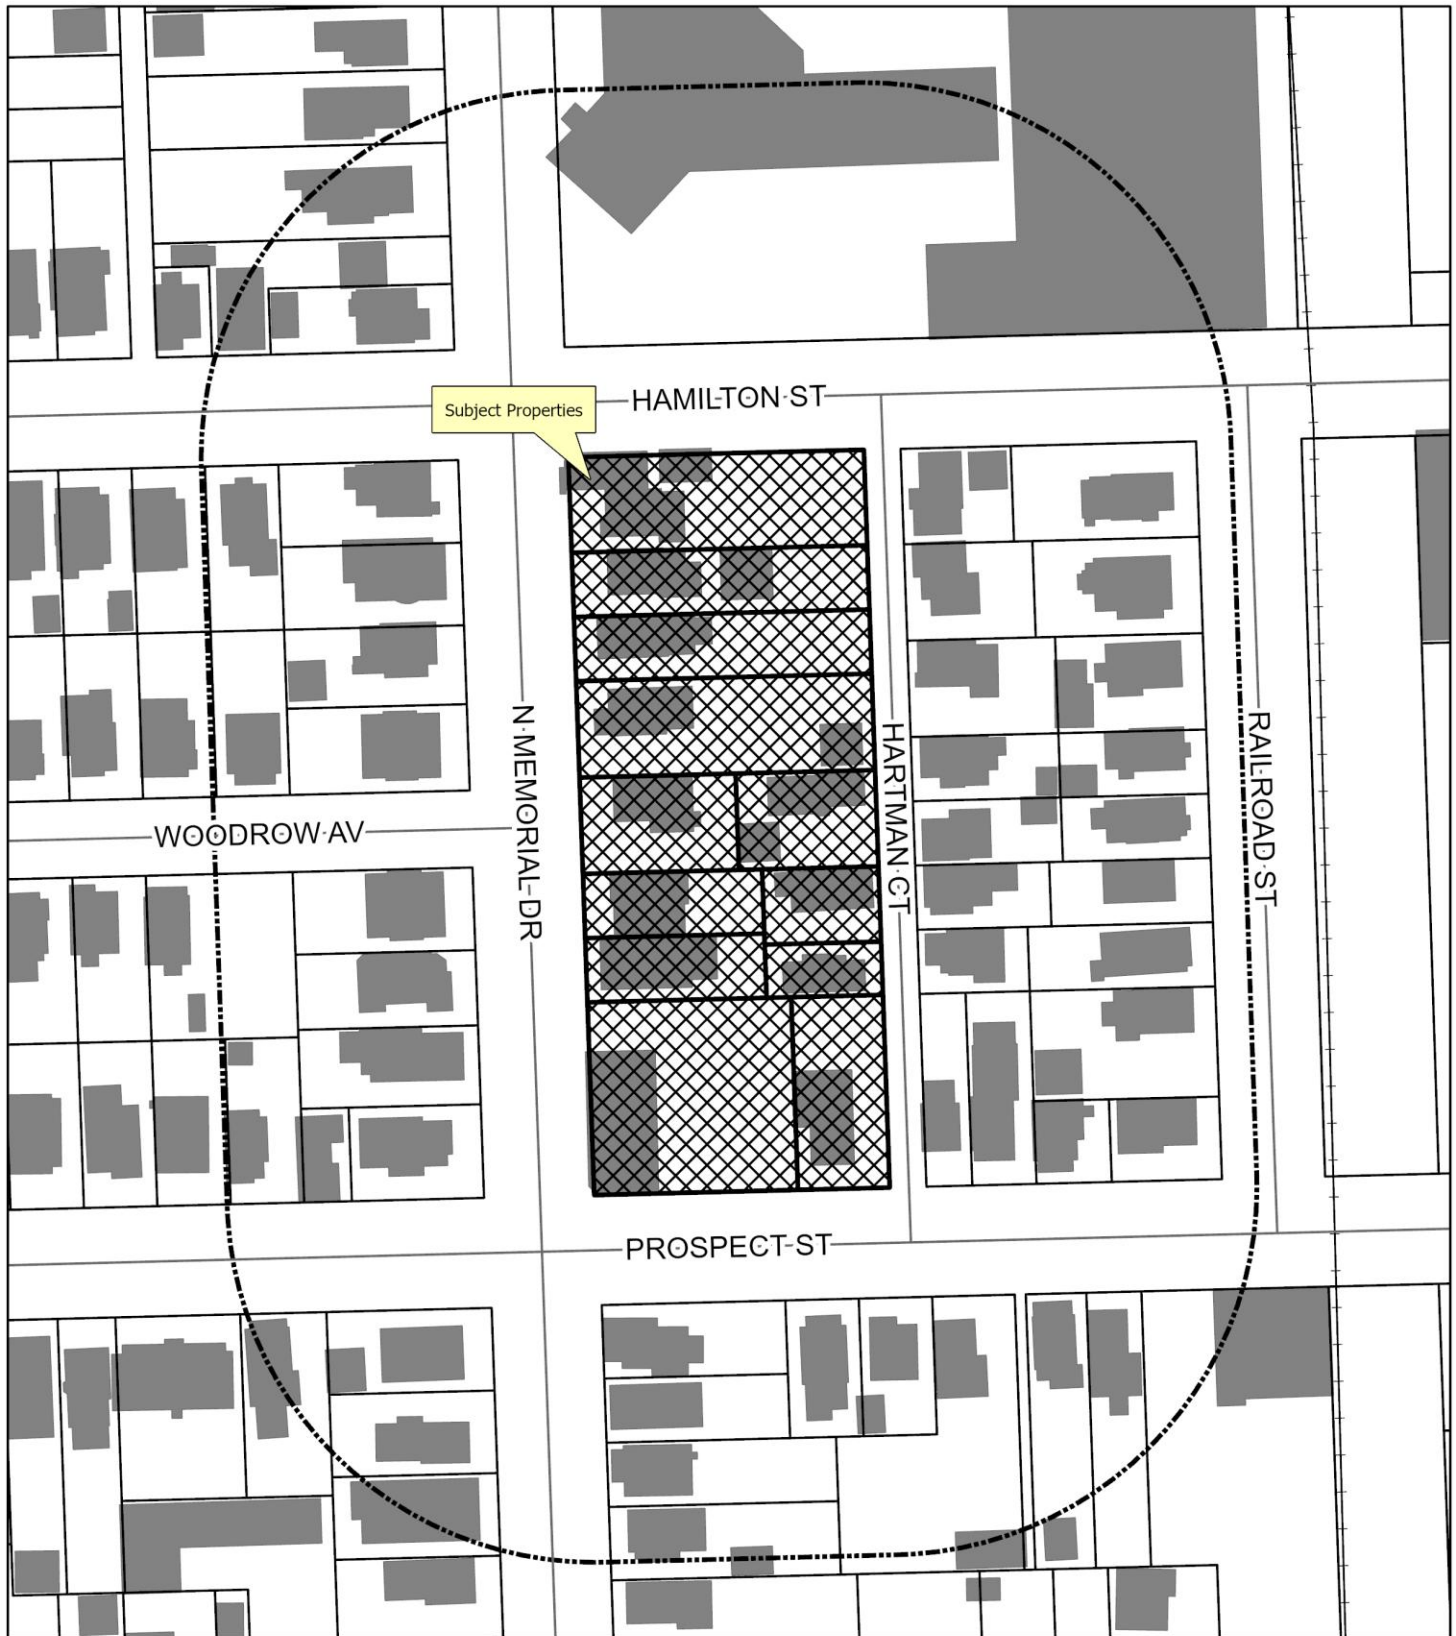 HAMILTON ST
Subject Properties
N MEMORIAL DR
HARTMAN CT
RAILROAD ST
WOODROW AV
PROSPECT ST